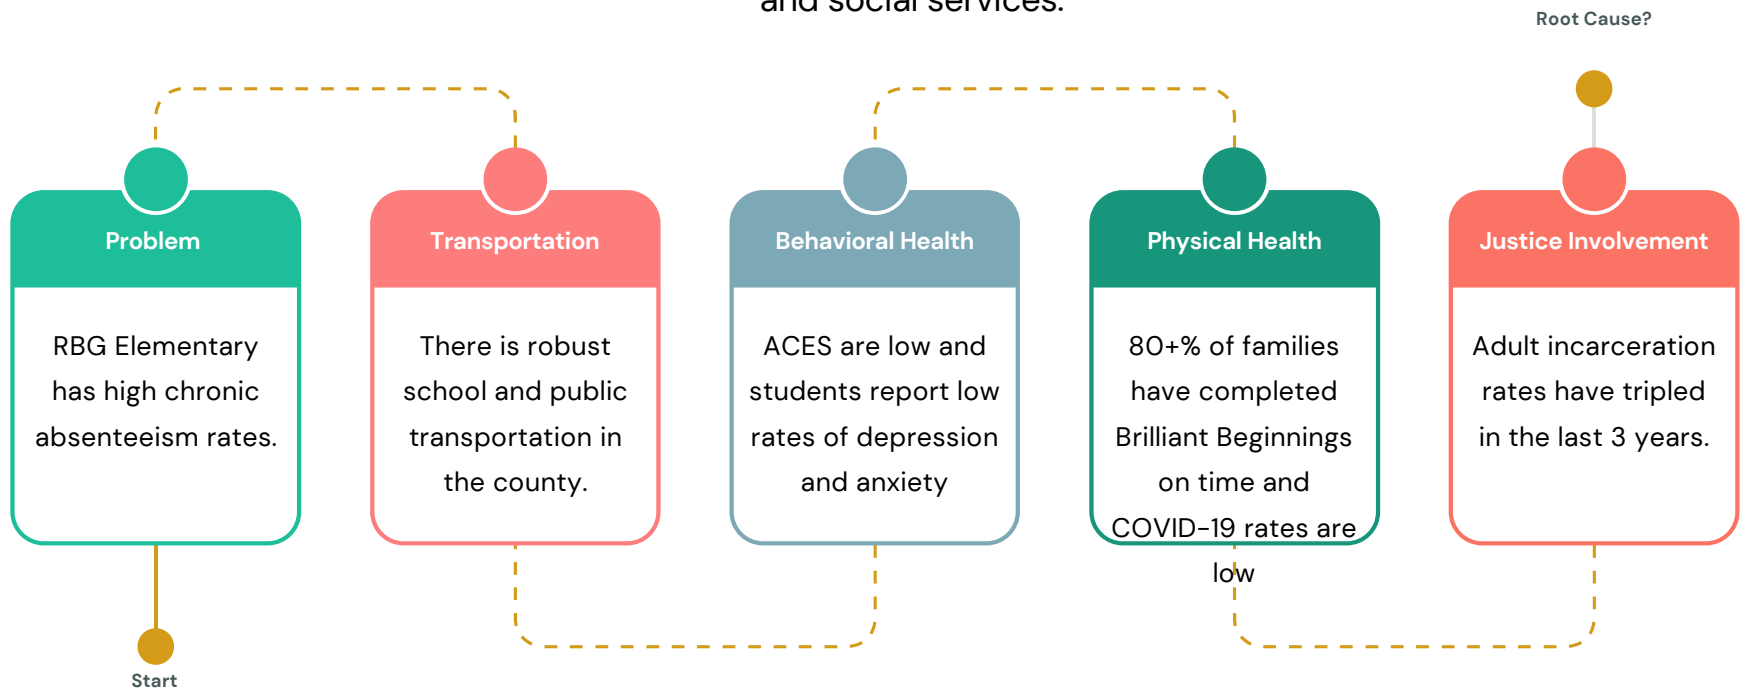 and social services.
Root Cause?
Problem
RBG Elementary
has high chronic
absenteeism rates.
Start
Transportation
There is robust
school and public
transportation in
the county.
Behavioral Health
ACES are low and
students report low
rates of depression
and anxiety
Physical Health
80+% of families
have completed
Brilliant Beginnings
on time and
COVID-19 rates are
low
Justice Involvement
Adult incarceration
rates have tripled
in the last 3 years.